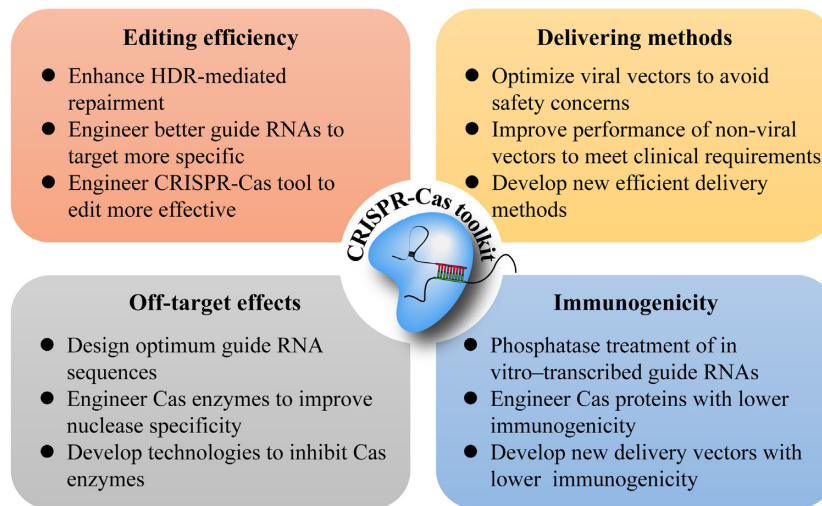 Editing efficiency
● Enhance HDR-mediated
repairment
● Engineer better guide RNAs to
target more specific
● Engineer CRISPR-Cas tool to
edit more effective
Delivering methods
● Optimize viral vectors to avoid
safety concerns
● Improve performance of non-viral
vectors to meet clinical requirements
● Develop new efficient delivery
methods
CRISPR-Cas toolkit
Off-target effects
● Design optimum guide RNA
sequences
● Engineer Cas enzymes to improve
nuclease specificity
● Develop technologies to inhibit Cas
enzymes
Immunogenicity
● Phosphatase treatment of in
vitro–transcribed guide RNAs
● Engineer Cas proteins with lower
immunogenicity
● Develop new delivery vectors with
lower immunogenicity